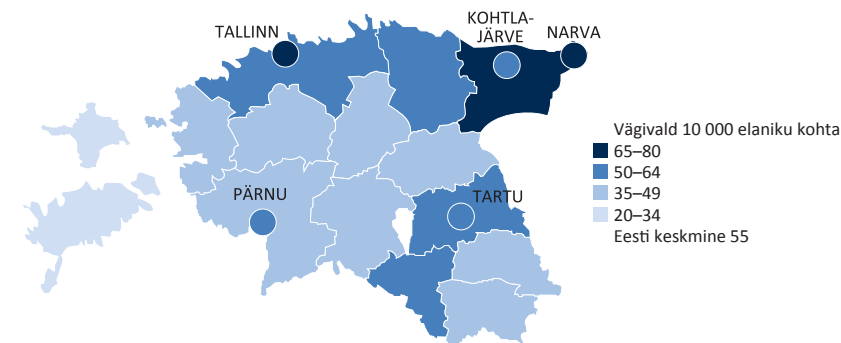 KOHTLA-
JÄRVE
NARVA
TALLINN
PÄRNU
TARTU
Vägivald 10 000 elaniku kohta
65–80
50–64
35–49
20–34
Eesti keskmine 55